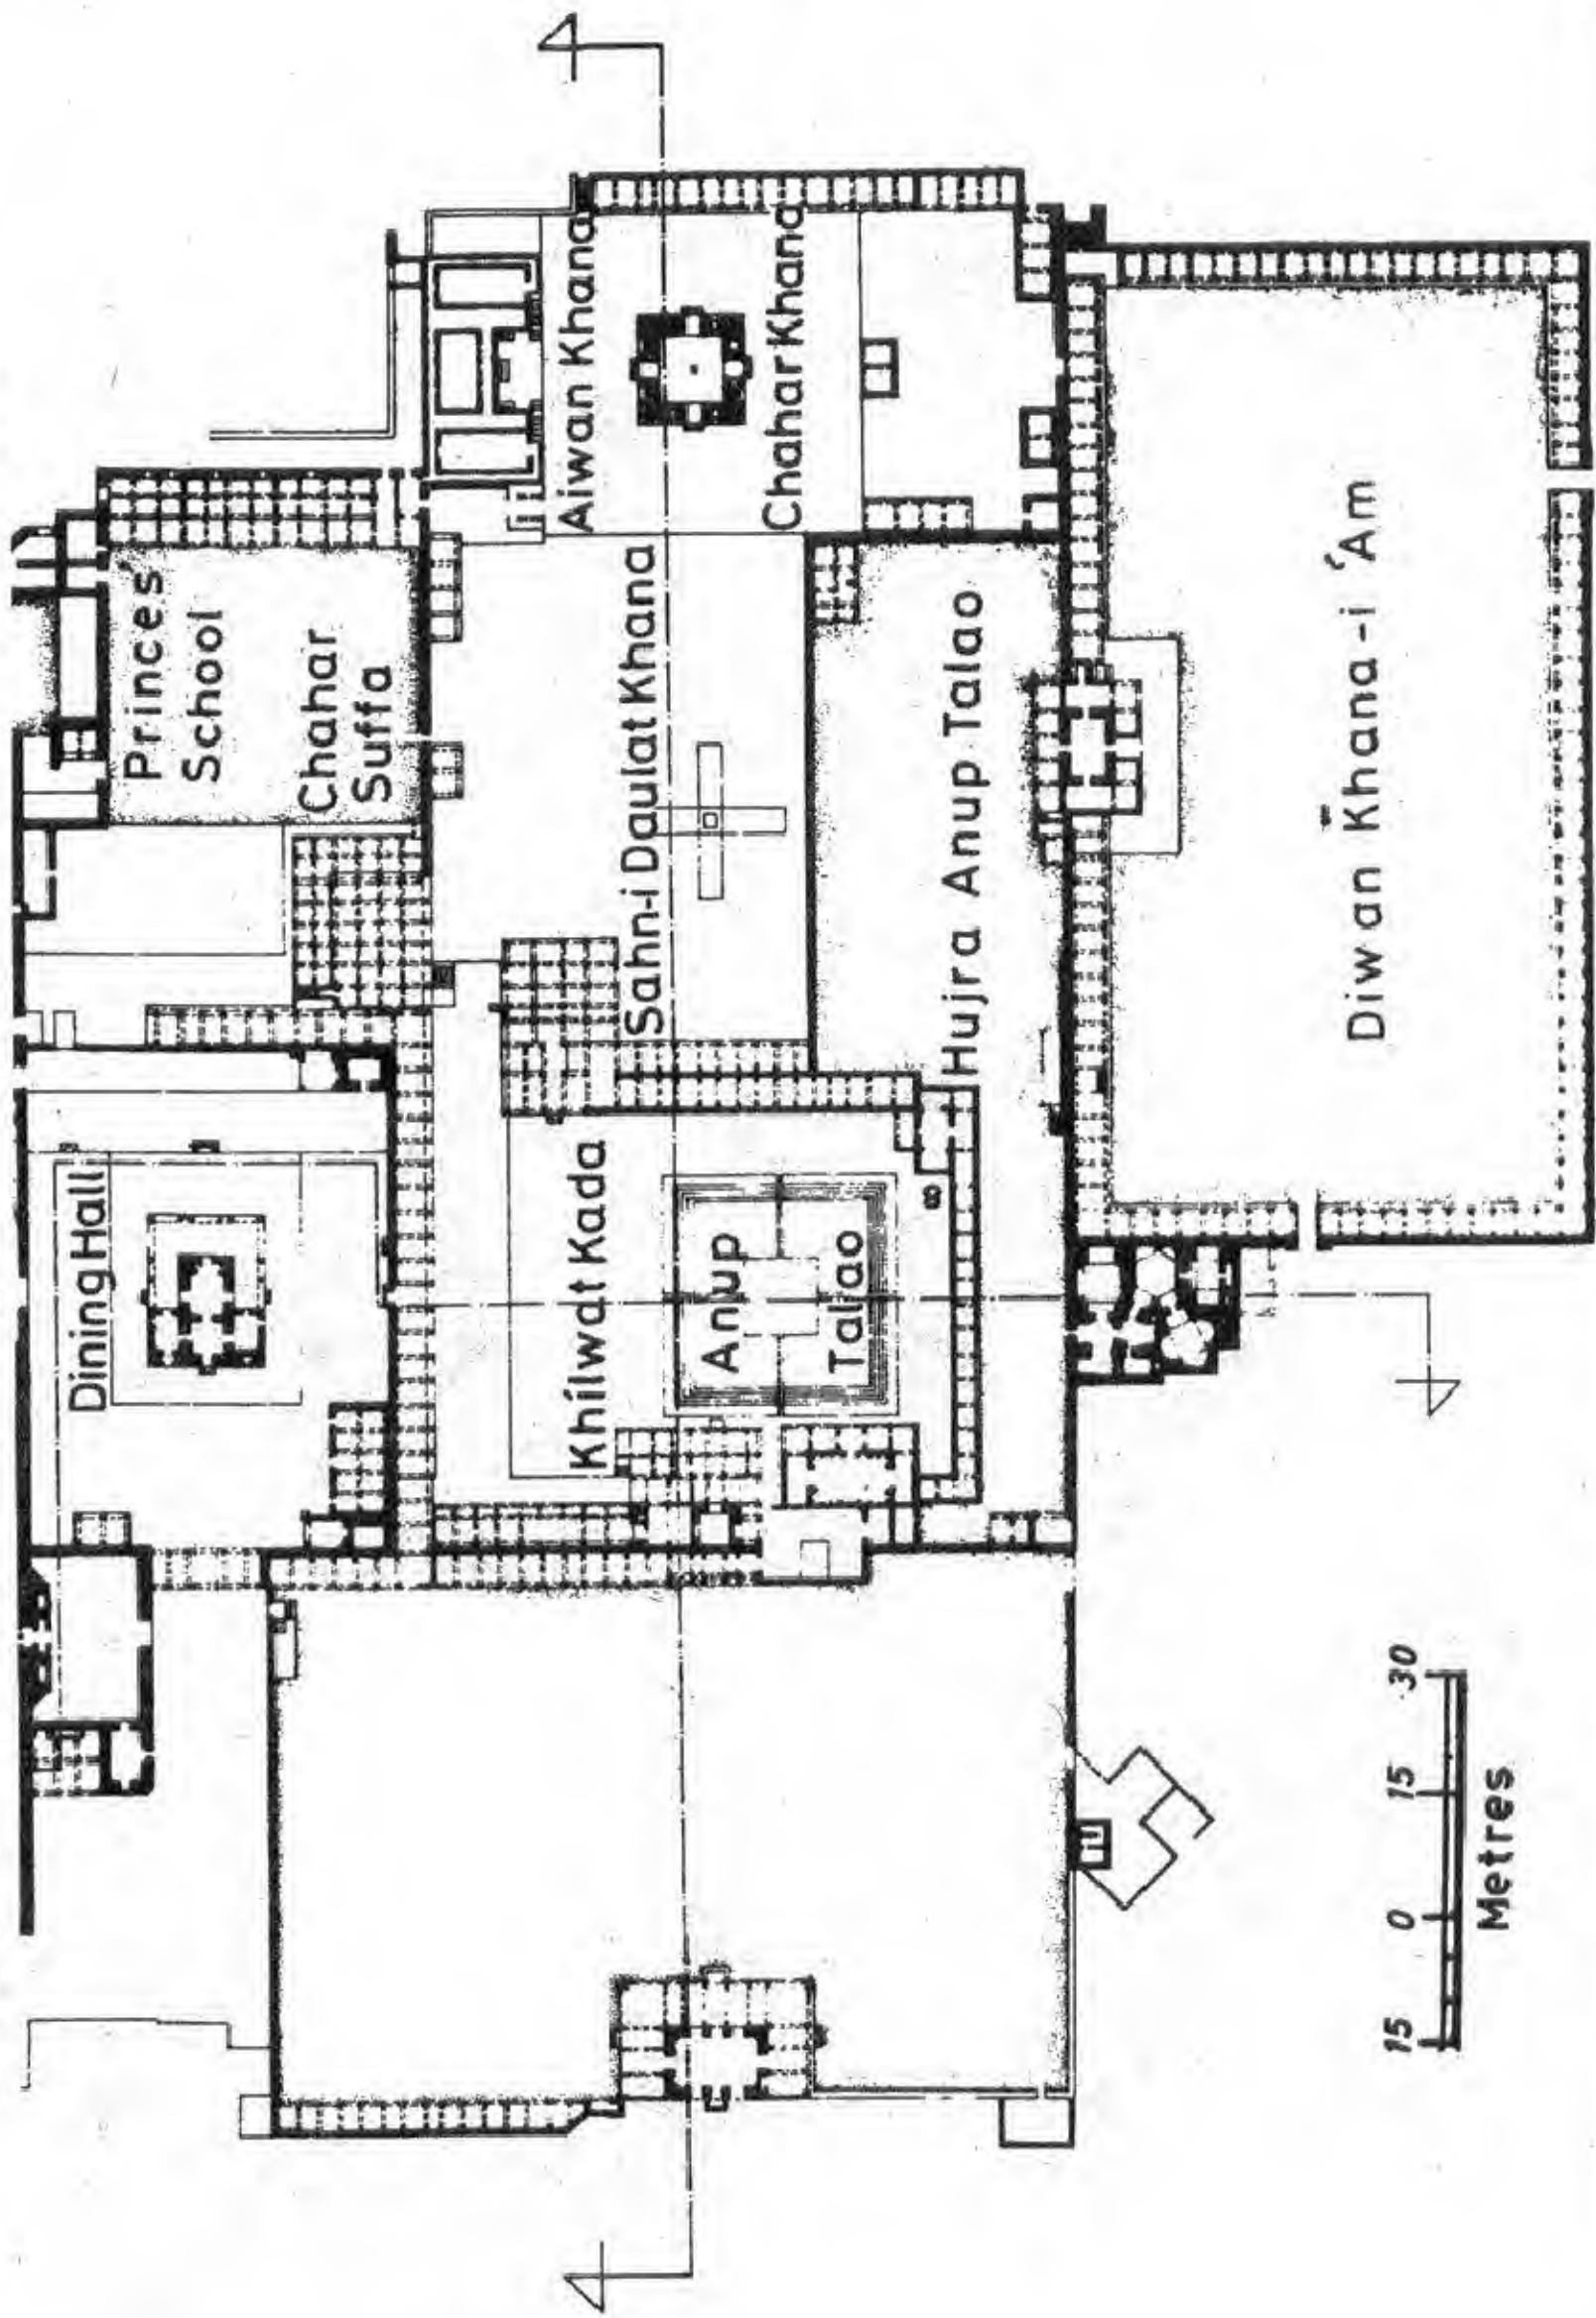 Princes'
School
Chahar
Suffa
Aiwan Khana
Chahar Khana
Sahn-i Daulat Khana
Hujra Anup Talao
Diwan Khana-i 'Am
Dining Hall
Khilwat Kada
Anup
Talao
15 0 15 30
Metres